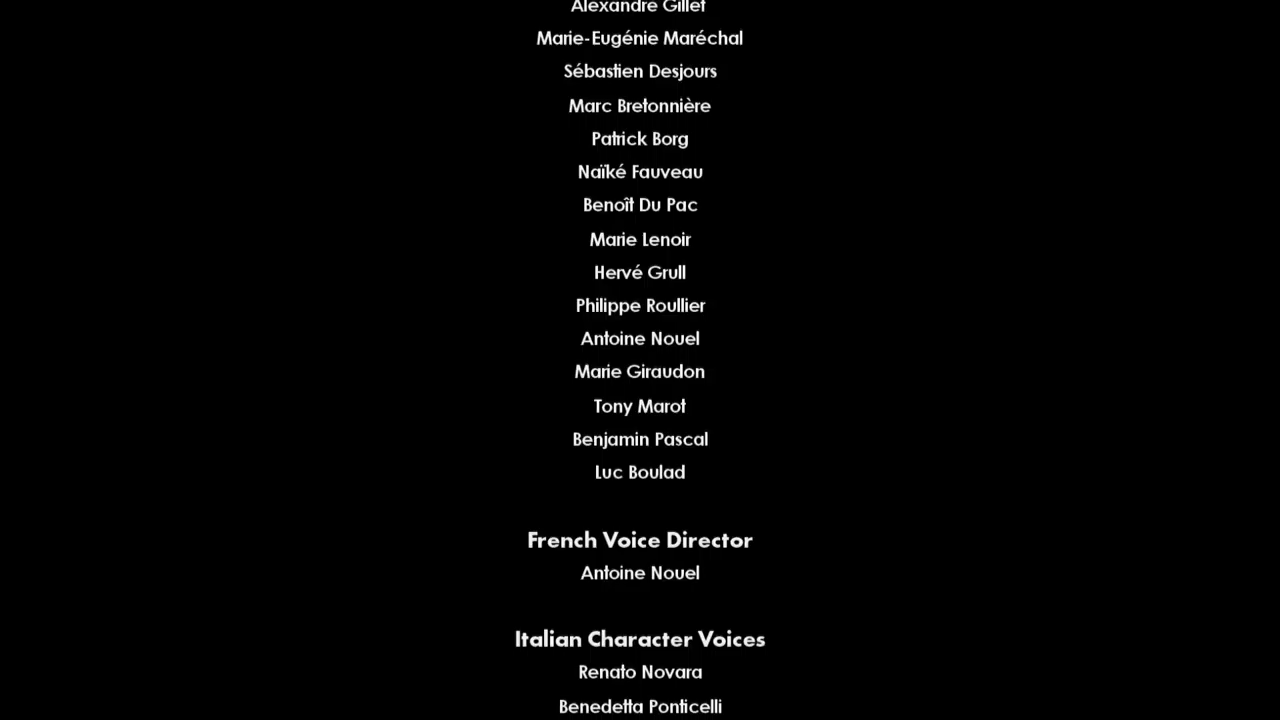 Alexandre Gillet
Marie-Eugénie Maréchal
Sébastien Desjours
Marc Bretonnière
Patrick Borg
Naïké Fauveau
Benoît Du Pac
Marie Lenoir
Hervé Grull
Philippe Roullier
Antoine Nouel
Marie Giraudon
Tony Marot
Benjamin Pascal
Luc Boulad
French Voice Director
Antoine Nouel
Italian Character Voices
Renato Novara
Benedetta Ponticelli